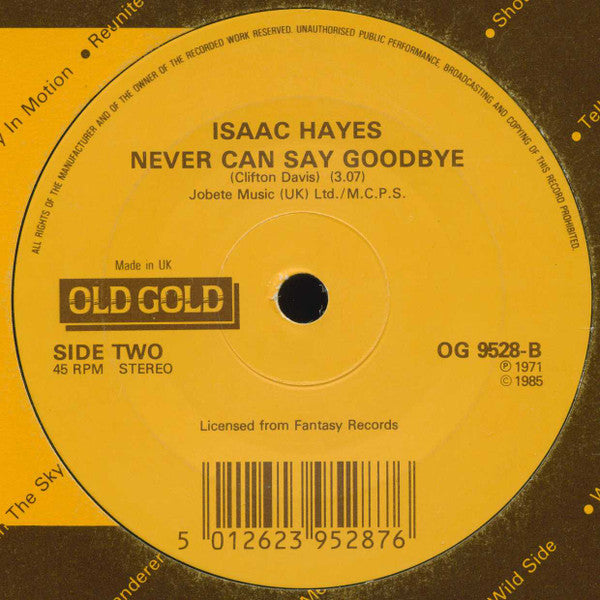 ALL RIGHTS OF THE MANUFACTURER AND OF THE OWNER OF THE RECORDED WORK RESERVED. UNAUTHORISED PUBLIC PERFORMANCE, BROADCASTING AND COPYING OF THIS RECORD PROHIBITED.
ISAAC HAYES
NEVER CAN SAY GOODBYE
(Clifton Davis) (3.07)
Jobete Music (UK) Ltd./M.C.P.S.
Made in UK
OLD GOLD
SIDE TWO
45 RPM STEREO
OG 9528-B
℗ 1971
© 1985
Licensed from Fantasy Records
5 012623 952876
In Motion
● Reunite
● Sho
● Tell
The Sky
Wild Side